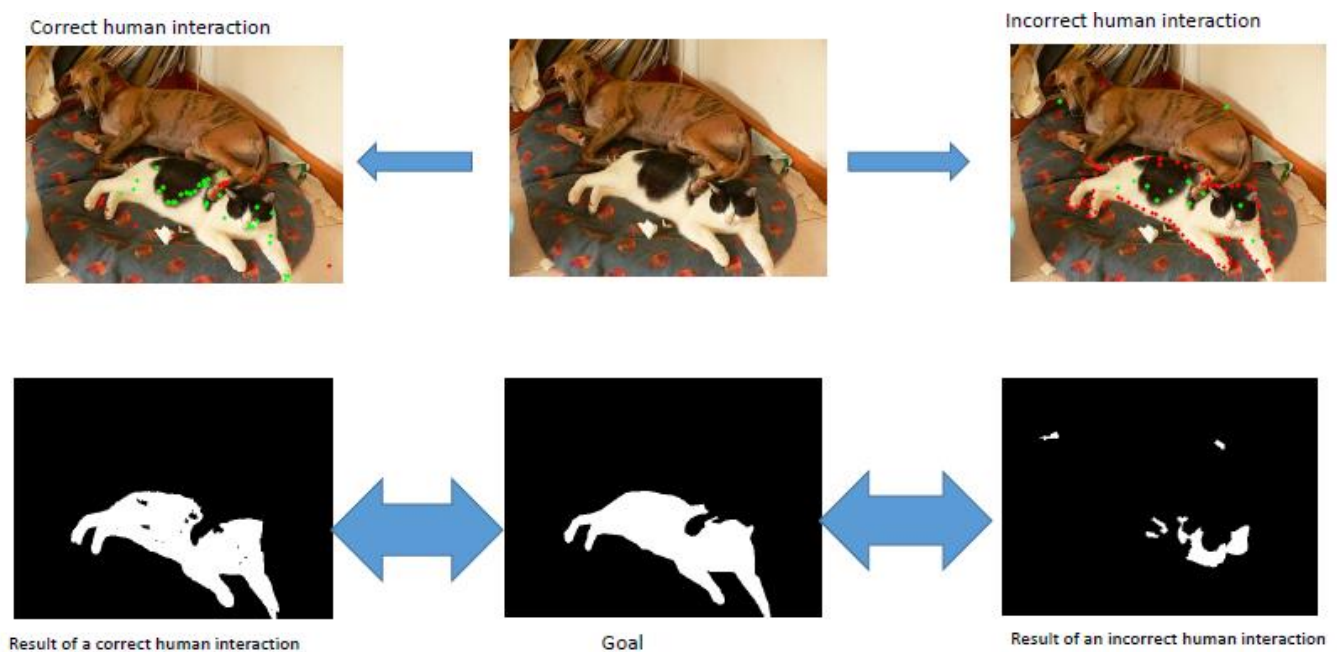 Correct human interaction
Incorrect human interaction
Result of a correct human interaction
Goal
Result of an incorrect human interaction